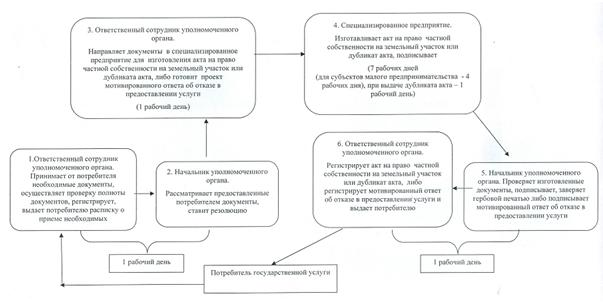 3. Ответственный сотрудник уполномоченного
органа.
Направляет документы в специализированное
предприятие для изготовления акта на право
частной собственности на земельный участок или
дубликата акта, либо готовит проект
мотивированного ответа об отказе в
предоставлении услуги
(1 рабочий день)
4. Специализированное предприятие.
Изготавливает акт на право частной
собственности на земельный участок или
дубликат акта, подписывает
(7 рабочих дней
(для субъектов малого предпринимательства - 4
рабочих дня), при выдаче дубликата акта – 1
рабочий день)
1.Ответственный сотрудник
уполномоченного органа.
Принимает от потребителя
необходимые документы,
осуществляет проверку полноты
документов, регистрирует,
выдает потребителю расписку о
приеме необходимых
2. Начальник уполномоченного
органа.
Рассматривает предоставленные
потребителем документы,
ставит резолюцию
6. Ответственный сотрудник
уполномоченного органа.
Регистрирует акт на право частной
собственности на земельный участок
или дубликат акта, либо
регистрирует мотивированный ответ
об отказе в предоставлении услуги и
выдает потребителю
5. Начальник уполномоченного
органа. Проверяет изготовленные
документы, подписывает, заверяет
гербовой печатью либо подписывает
мотивированный ответ об отказе в
предоставлении услуги
1 рабочий день
1 рабочий день
Потребитель государственной услуги